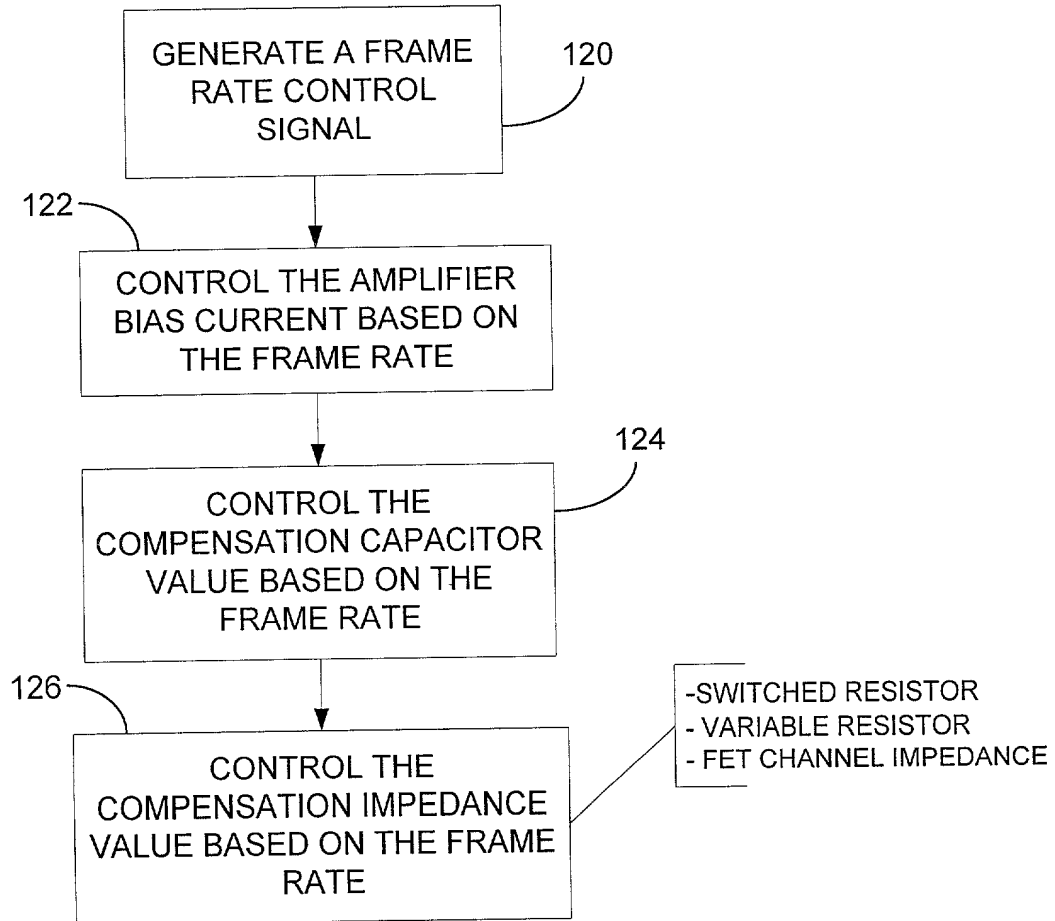 GENERATE A FRAME
RATE CONTROL
SIGNAL
120
122
CONTROL THE AMPLIFIER
BIAS CURRENT BASED ON
THE FRAME RATE
124
CONTROL THE
COMPENSATION CAPACITOR
VALUE BASED ON THE
FRAME RATE
126
CONTROL THE
COMPENSATION IMPEDANCE
VALUE BASED ON THE FRAME
RATE
-SWITCHED RESISTOR
- VARIABLE RESISTOR
- FET CHANNEL IMPEDANCE